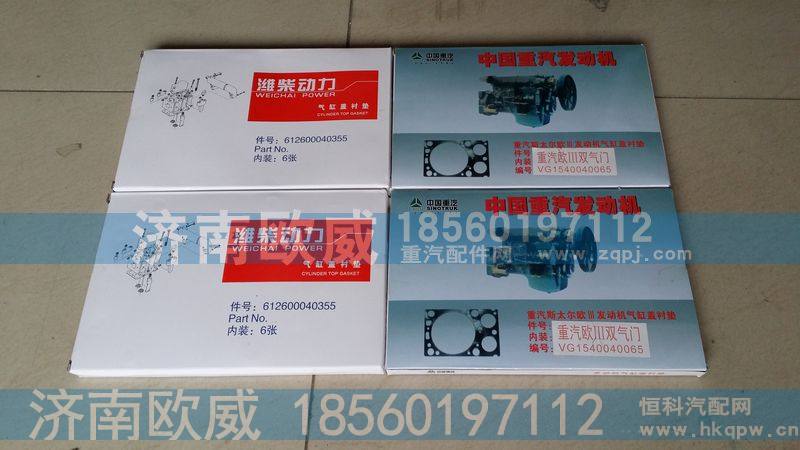 潍柴动力
WEICHAI POWER
气缸盖衬垫
CYLINDER TOP GASKET
件号：612600040355
Part No.
内装：6张
中国重汽
SINOTRUK
中国重汽发动机
重汽斯太尔欧Ⅲ发动机气缸盖衬垫
件号
内装
编号
重汽欧III双气门
VG1540040065
潍柴动力
WEICHAI POWER
气缸盖衬垫
CYLINDER TOP GASKET
件号：612600040355
Part No.
内装：6张
中国重汽
SINOTRUK
中国重汽发动机
重汽斯太尔欧Ⅲ发动机气缸盖衬垫
件号：
内装：
编号：
重汽欧III双气门
VG1540040065
济南欧威 18560197112
重汽配件网
www.zqpj.com
济南欧威 18560197112
恒科汽配网
www.hkqpw.cn